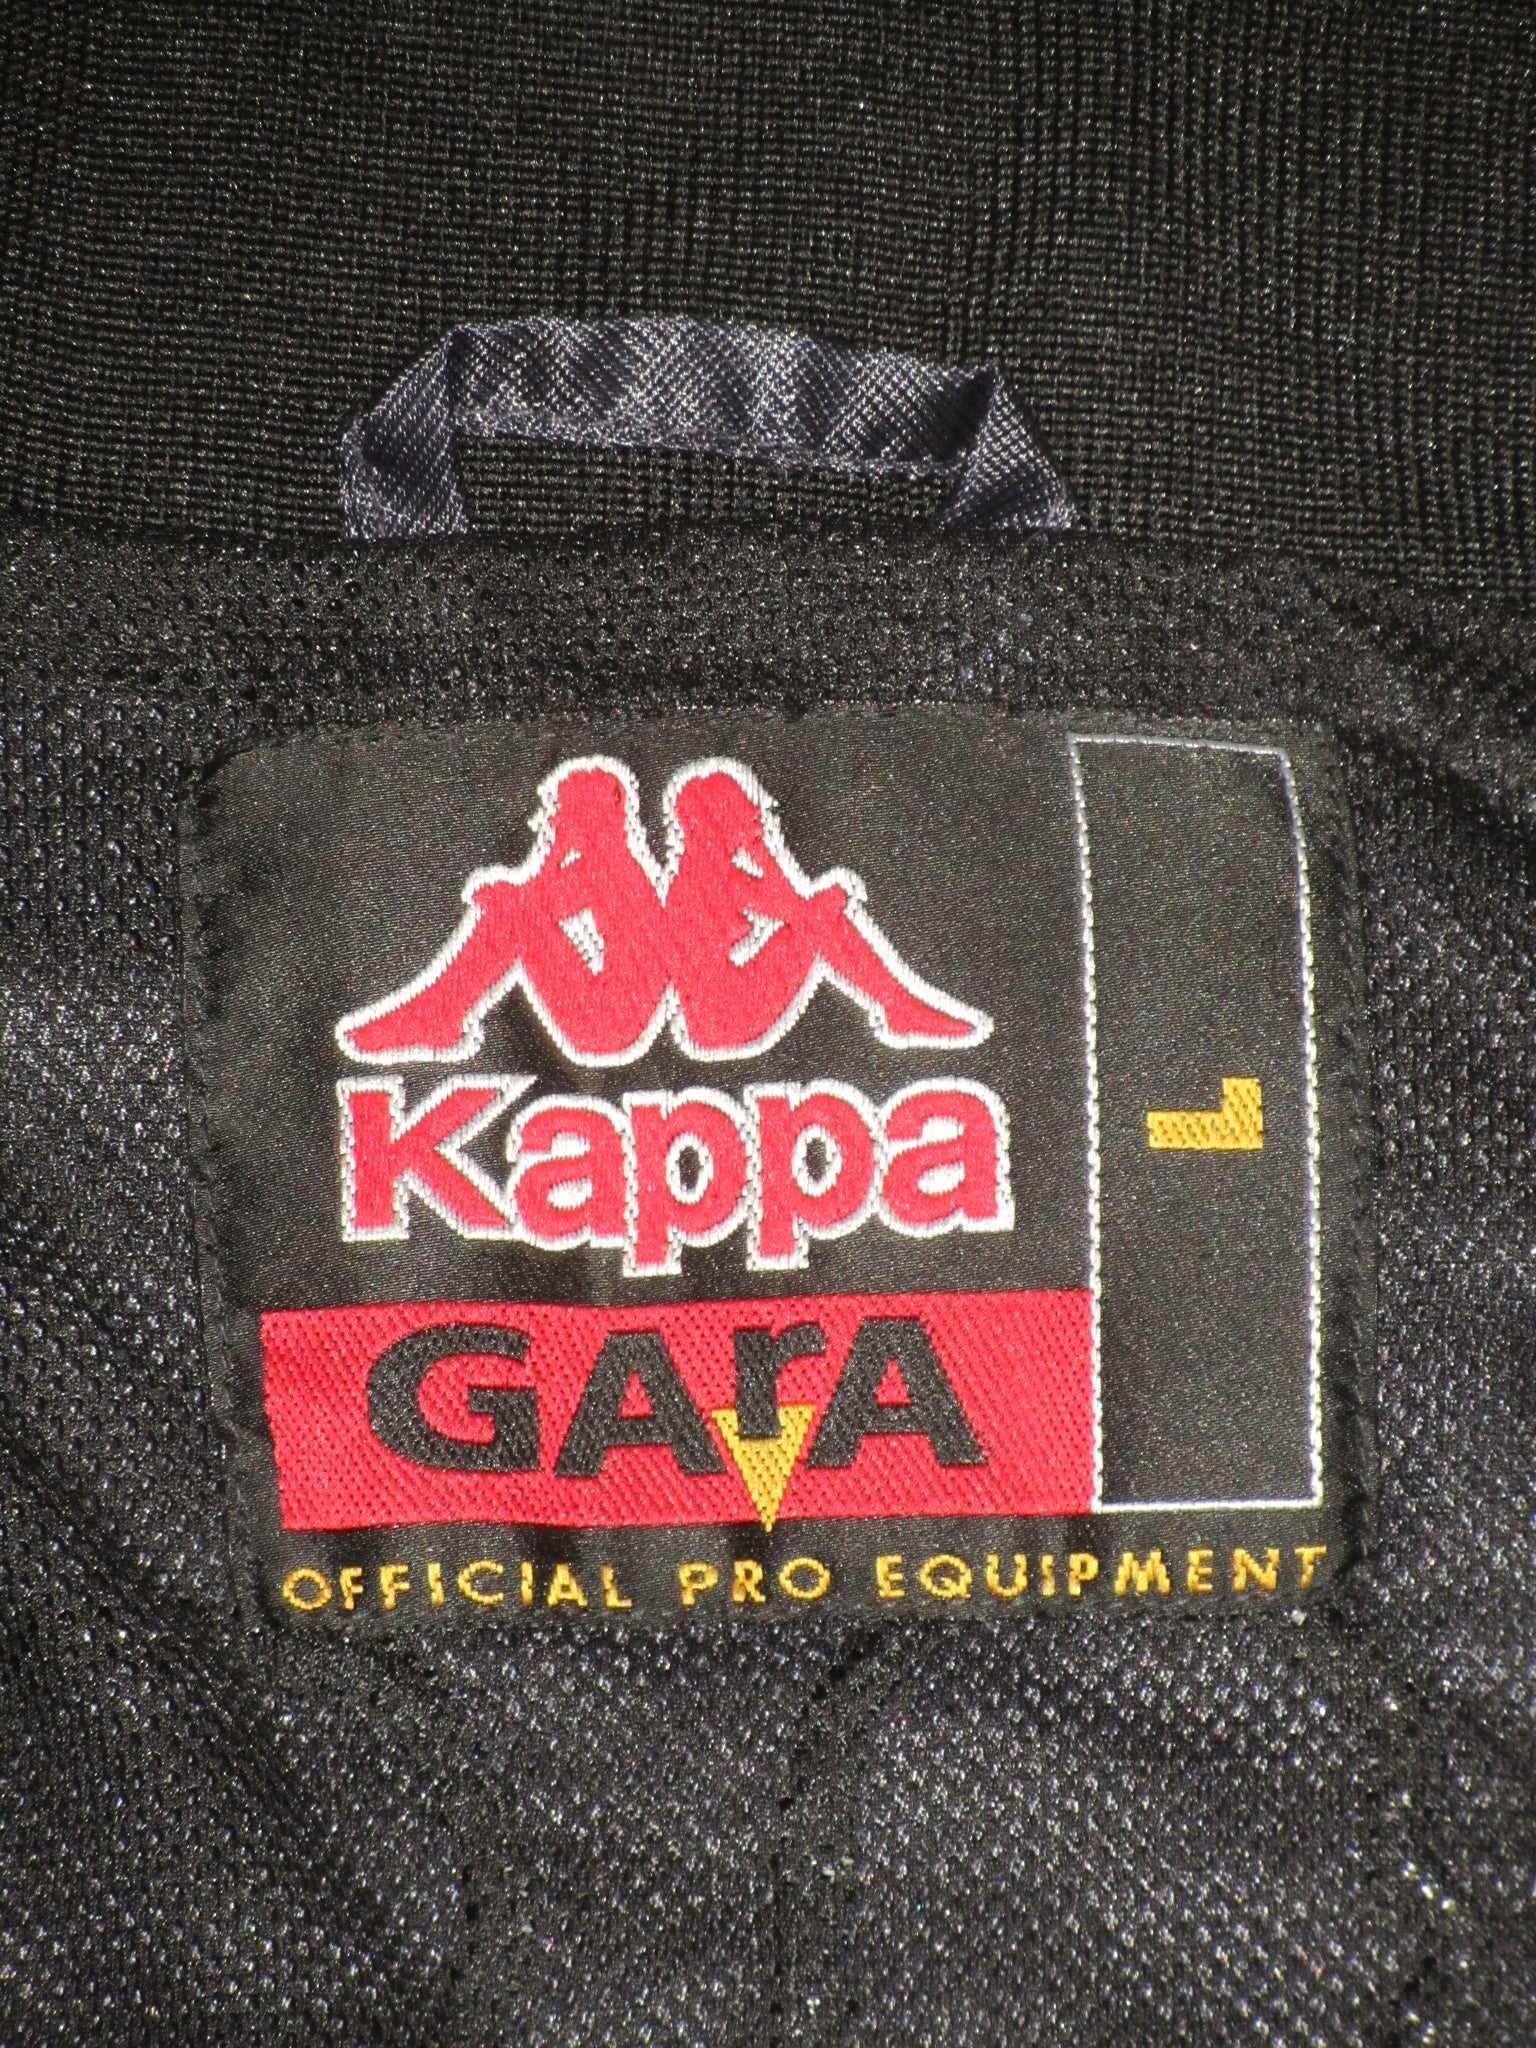 Kappa
L
GArA
OFFICIAL PRO EQUIPMENT